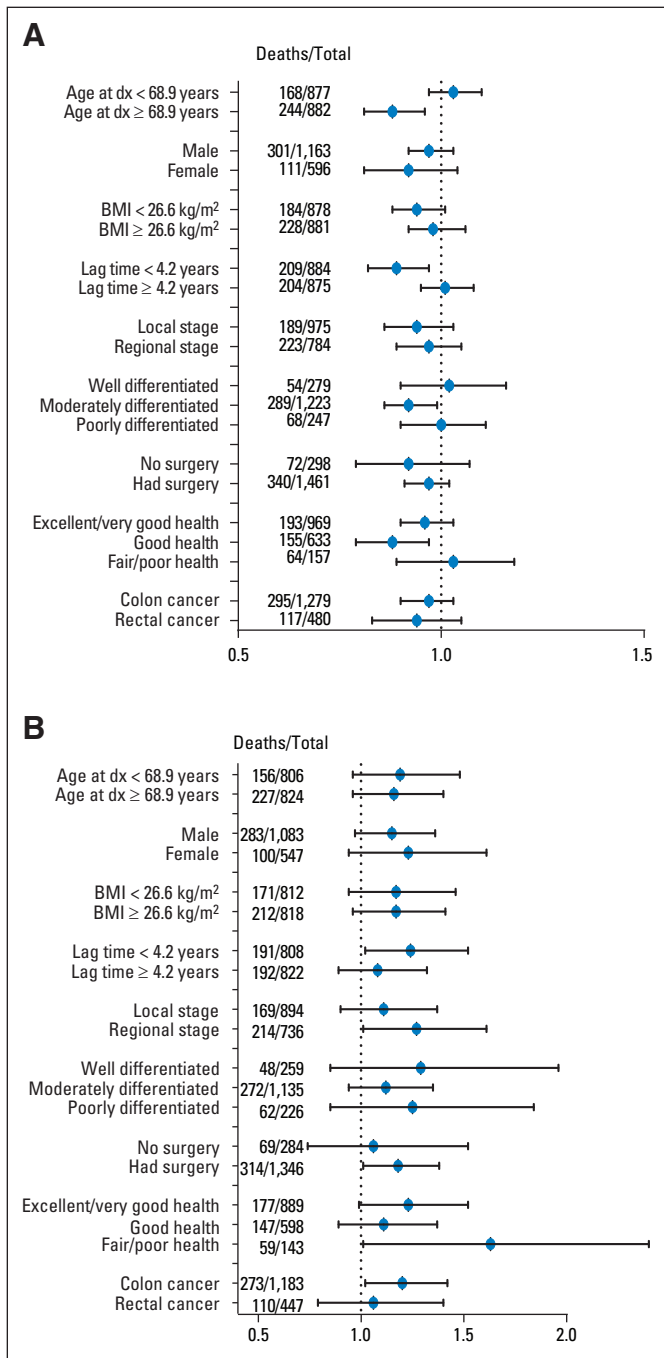 A
Deaths/Total
Age at dx < 68.9 years 168/877
Age at dx ≥ 68.9 years 244/882
Male 301/1,163
Female 111/596
BMI < 26.6 kg/m² 184/878
BMI ≥ 26.6 kg/m² 228/881
Lag time < 4.2 years 209/884
Lag time ≥ 4.2 years 204/875
Local stage 189/975
Regional stage 223/784
Well differentiated 54/279
Moderately differentiated 289/1,223
Poorly differentiated 68/247
No surgery 72/298
Had surgery 340/1,461
Excellent/very good health 193/969
Good health 155/633
Fair/poor health 64/157
Colon cancer 295/1,279
Rectal cancer 117/480
0.5 1.0 1.5
B
Deaths/Total
Age at dx < 68.9 years 156/806
Age at dx ≥ 68.9 years 227/824
Male 283/1,083
Female 100/547
BMI < 26.6 kg/m² 171/812
BMI ≥ 26.6 kg/m² 212/818
Lag time < 4.2 years 191/808
Lag time ≥ 4.2 years 192/822
Local stage 169/894
Regional stage 214/736
Well differentiated 48/259
Moderately differentiated 272/1,135
Poorly differentiated 62/226
No surgery 69/284
Had surgery 314/1,346
Excellent/very good health 177/889
Good health 147/598
Fair/poor health 59/143
Colon cancer 273/1,183
Rectal cancer 110/447
0.5 1.0 1.5 2.0